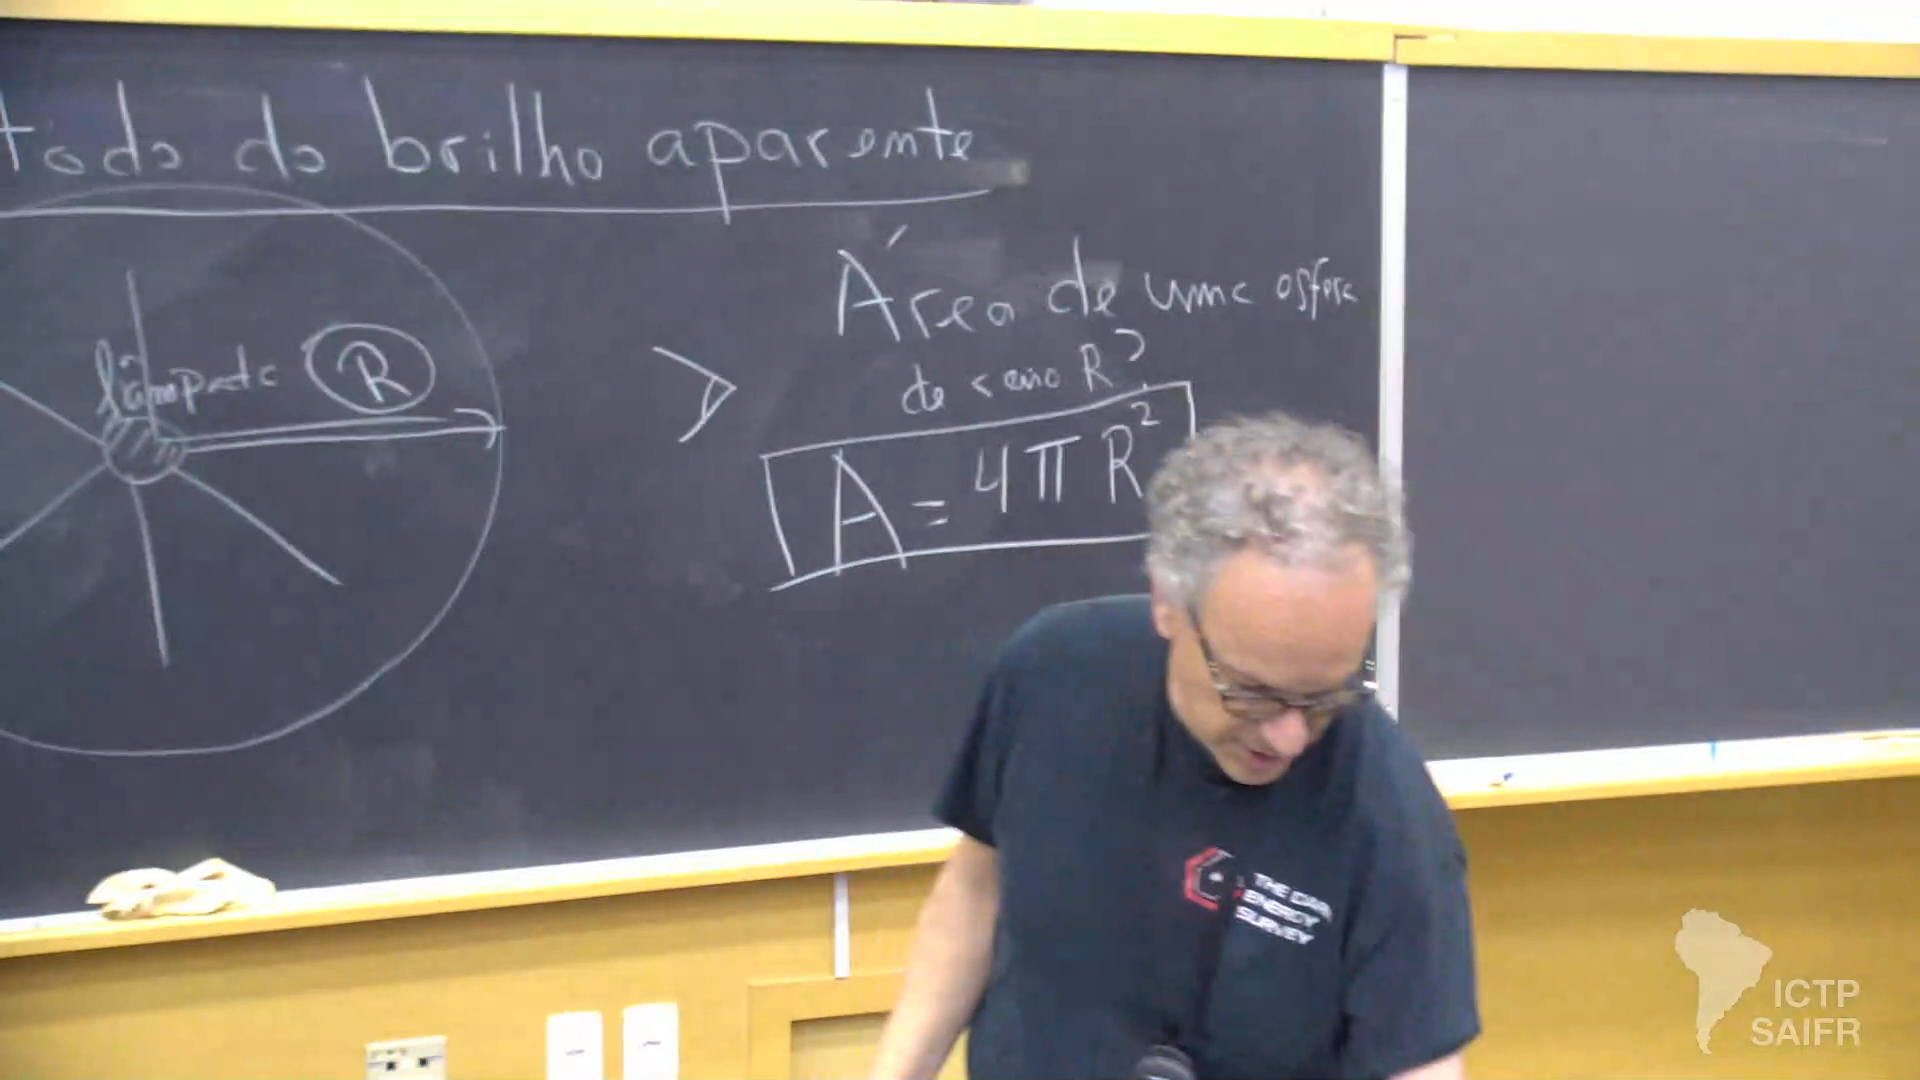 todo do brilho aparente
Área de uma esfera
de raio R?
lâmpada R
A = 4π R²
THE DARK
ENERGY
SURVEY
ICTP
SAIFR